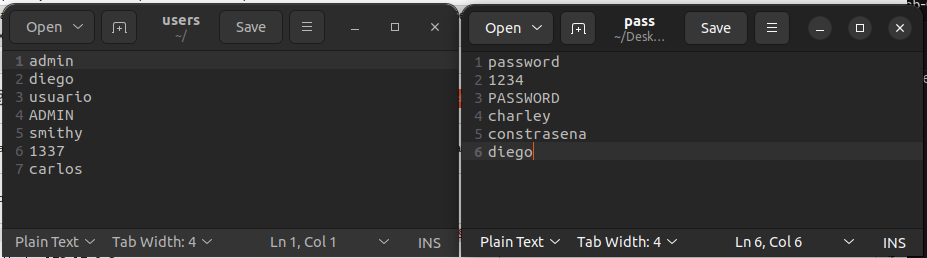 Open users Save
~/
1 admin
2 diego
3 usuario
4 ADMIN
5 smithy
6 1337
7 carlos
Plain Text Tab Width: 4 Ln 1, Col 1 INS
Open pass Save
~/Desk...
1 password
2 1234
3 PASSWORD
4 charley
5 constrasena
6 diego
Plain Text Tab Width: 4 Ln 6, Col 6 INS